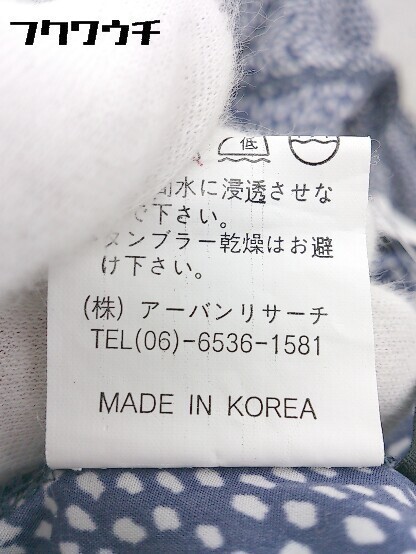 フクワウチ
低
間水に浸透させな
で下さい。
タンブラー乾燥はお避
け下さい。
(株) アーバンリサーチ
TEL(06)-6536-1581
MADE IN KOREA